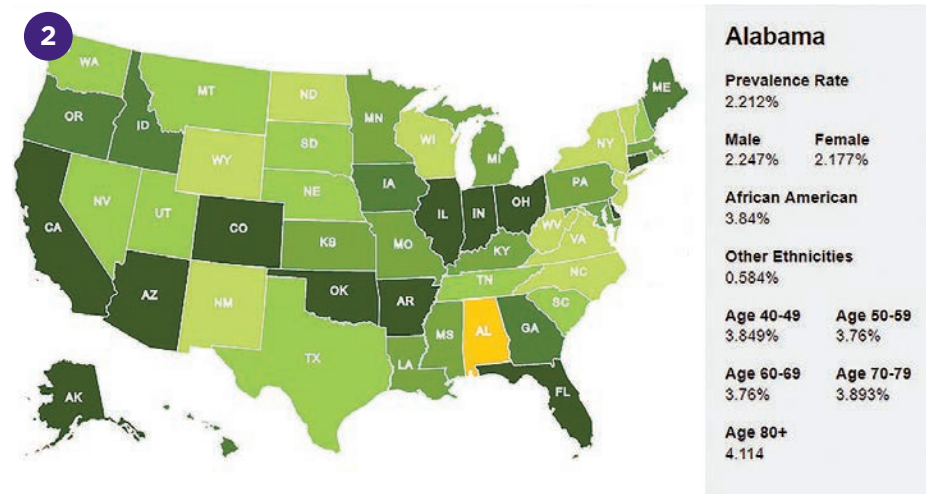 2
WA
MT
ND
MN
ME
OR
ID
WY
SD
WI
MI
NY
IA
NE
PA
NV
UT
CO
IL
IN
OH
CA
KS
MO
KY
WV
VA
AZ
NM
OK
AR
TN
NC
SC
TX
LA
MS
AL
GA
AK
FL
Alabama
Prevalence Rate
2.212%
Male Female
2.247% 2.177%
African American
3.84%
Other Ethnicities
0.584%
Age 40-49 Age 50-59
3.849% 3.76%
Age 60-69 Age 70-79
3.76% 3.893%
Age 80+
4.114